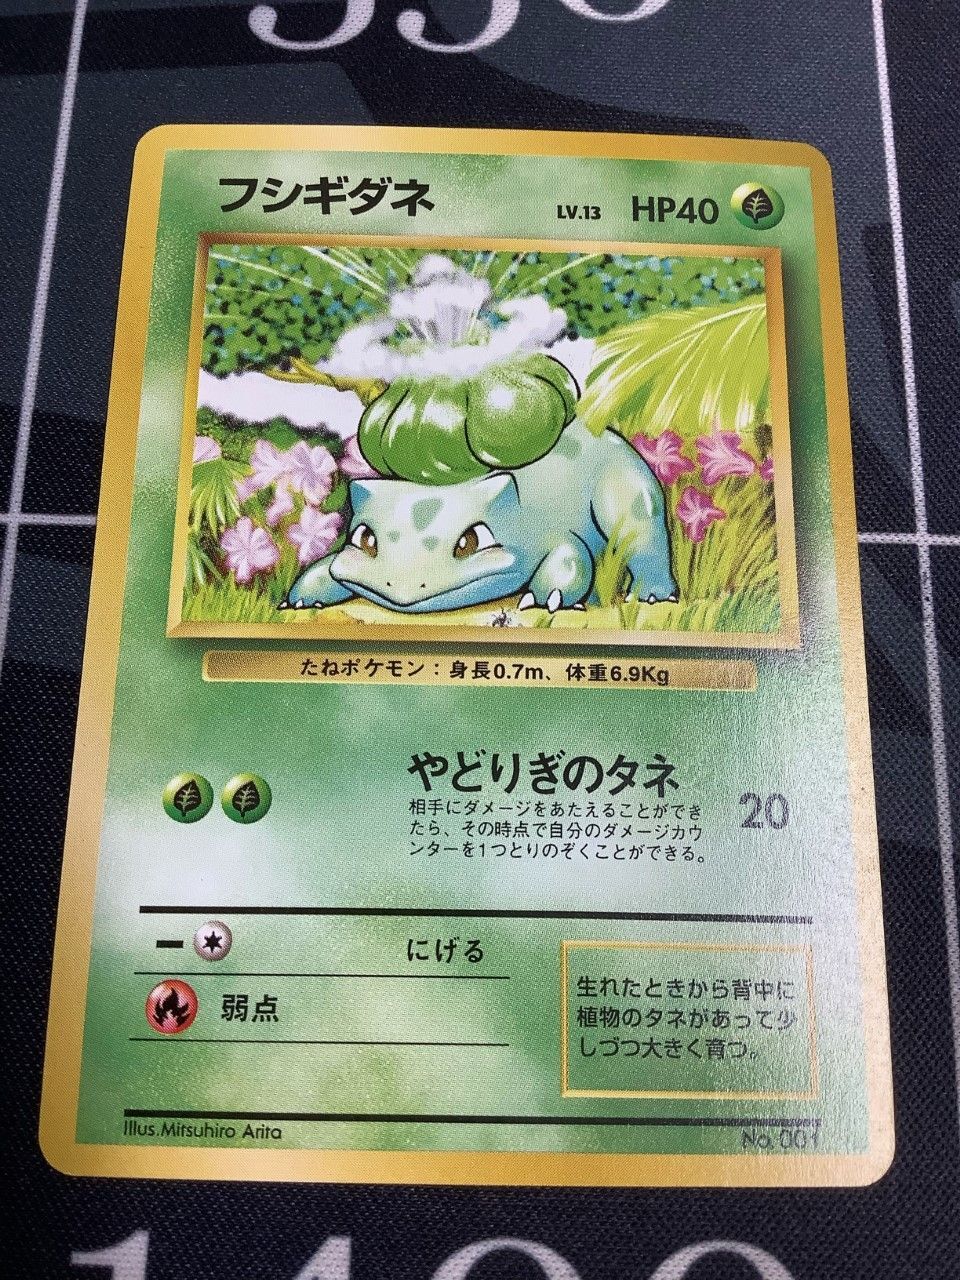 フシギダネ LV.13 HP40
たねポケモン：身長0.7m、体重6.9Kg
やどりぎのタネ 20
相手にダメージをあたえることができ
たら、その時点で自分のダメージカウ
ンターを1つとりのぞくことができる。
にげる
弱点
生れたときから背中に
植物のタネがあって少
しづつ大きく育つ。
Illus.Mitsuhiro Arita
No. 001